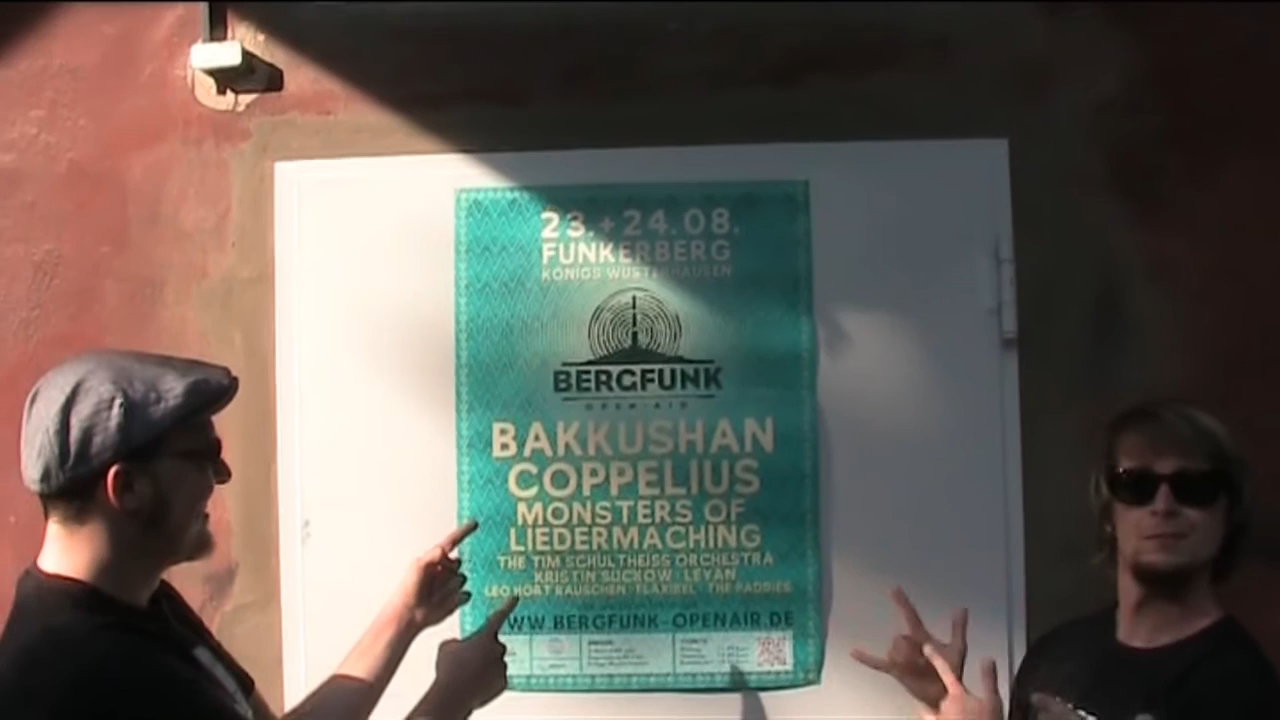 23.+24.08.
FUNKERBERG
KÖNIGS WUSTERHAUSEN
BERGFUNK
OPEN AIR
BAKKUSHAN
COPPELIUS
MONSTERS OF
LIEDERMACHING
THE TIM SCHULTHEISS ORCHESTRA
KRISTIN SUCKOW · LEYAN
LEO HÖRT RAUSCHEN · FLAXIBEL · THE PADDIES
WWW.BERGFUNK-OPENAIR.DE